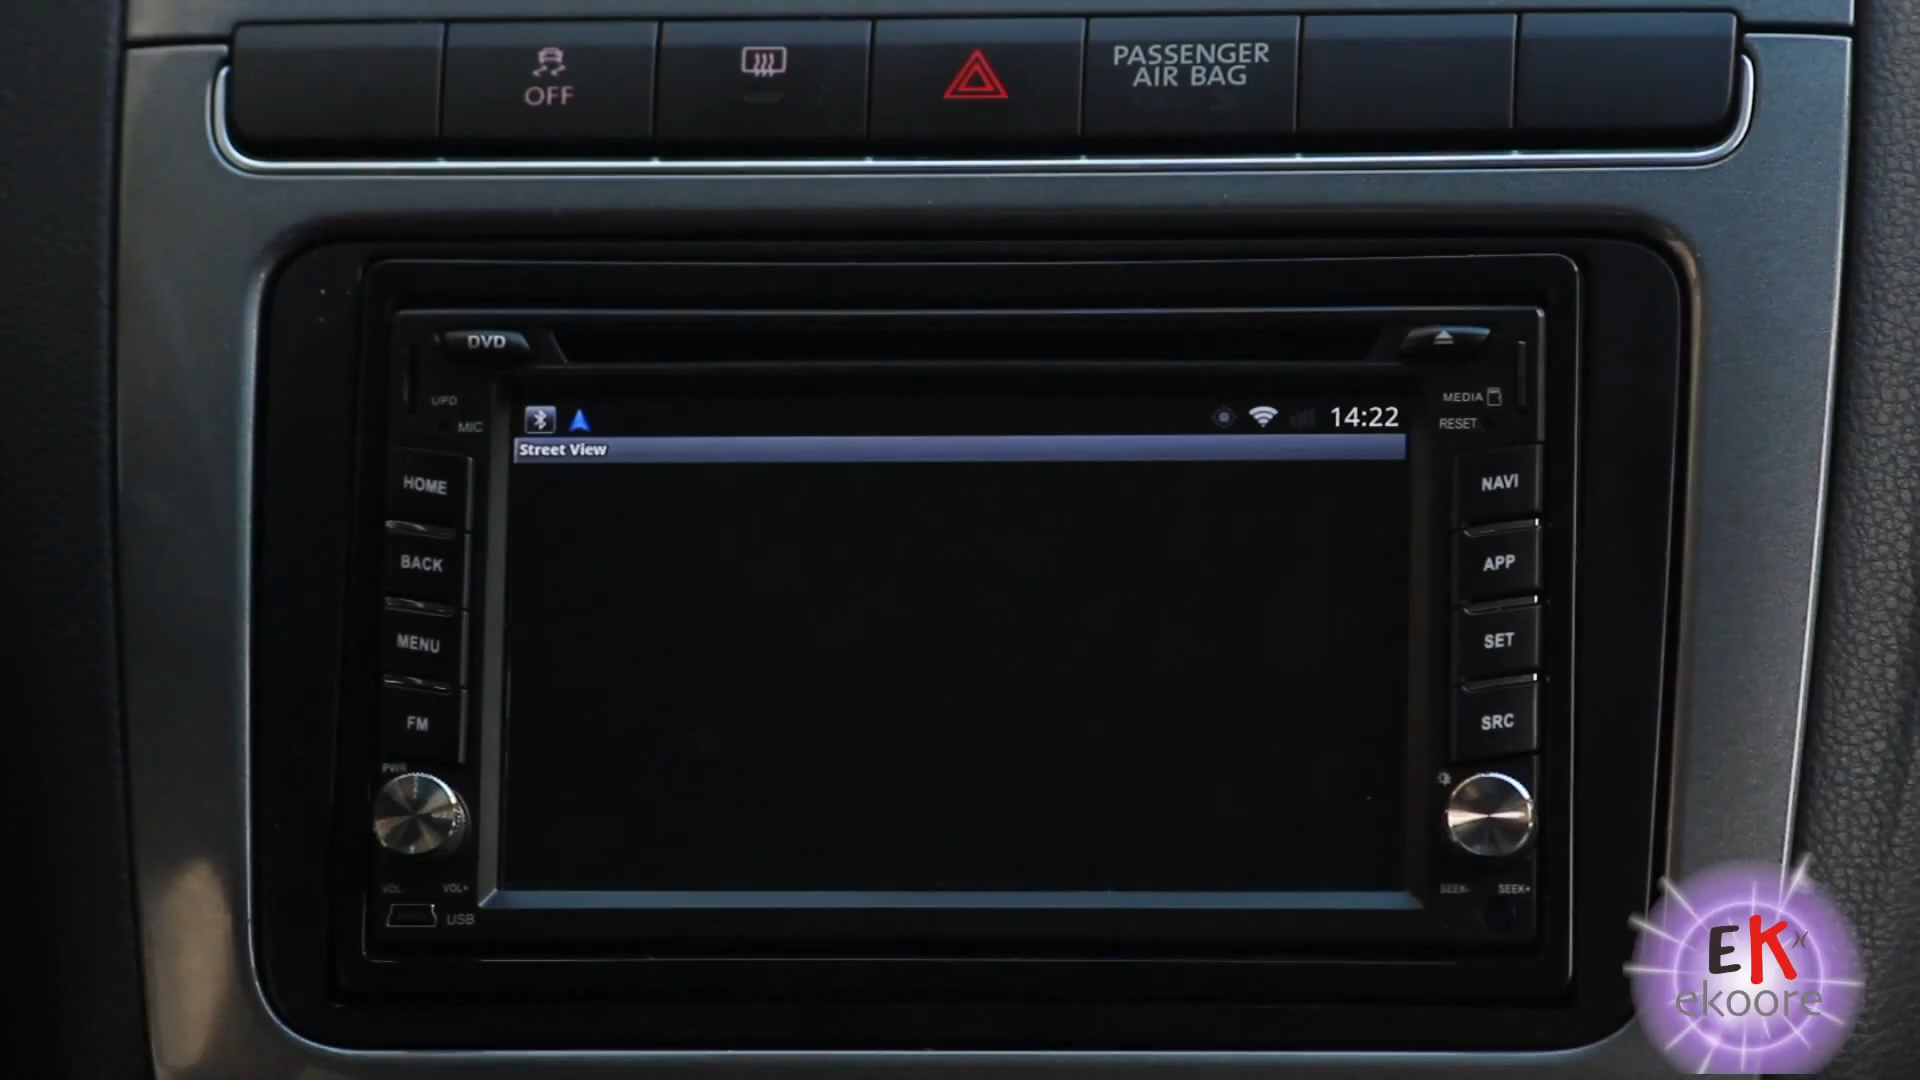 OFF
PASSENGER
AIR BAG
DVD
UPD
MIC
MEDIA
RESET
14:22
Street View
HOME
NAVI
BACK
APP
MENU
SET
FM
SRC
PWR
VOL-
VOL+
SEEK-
SEEK+
USB
EK
ekoore